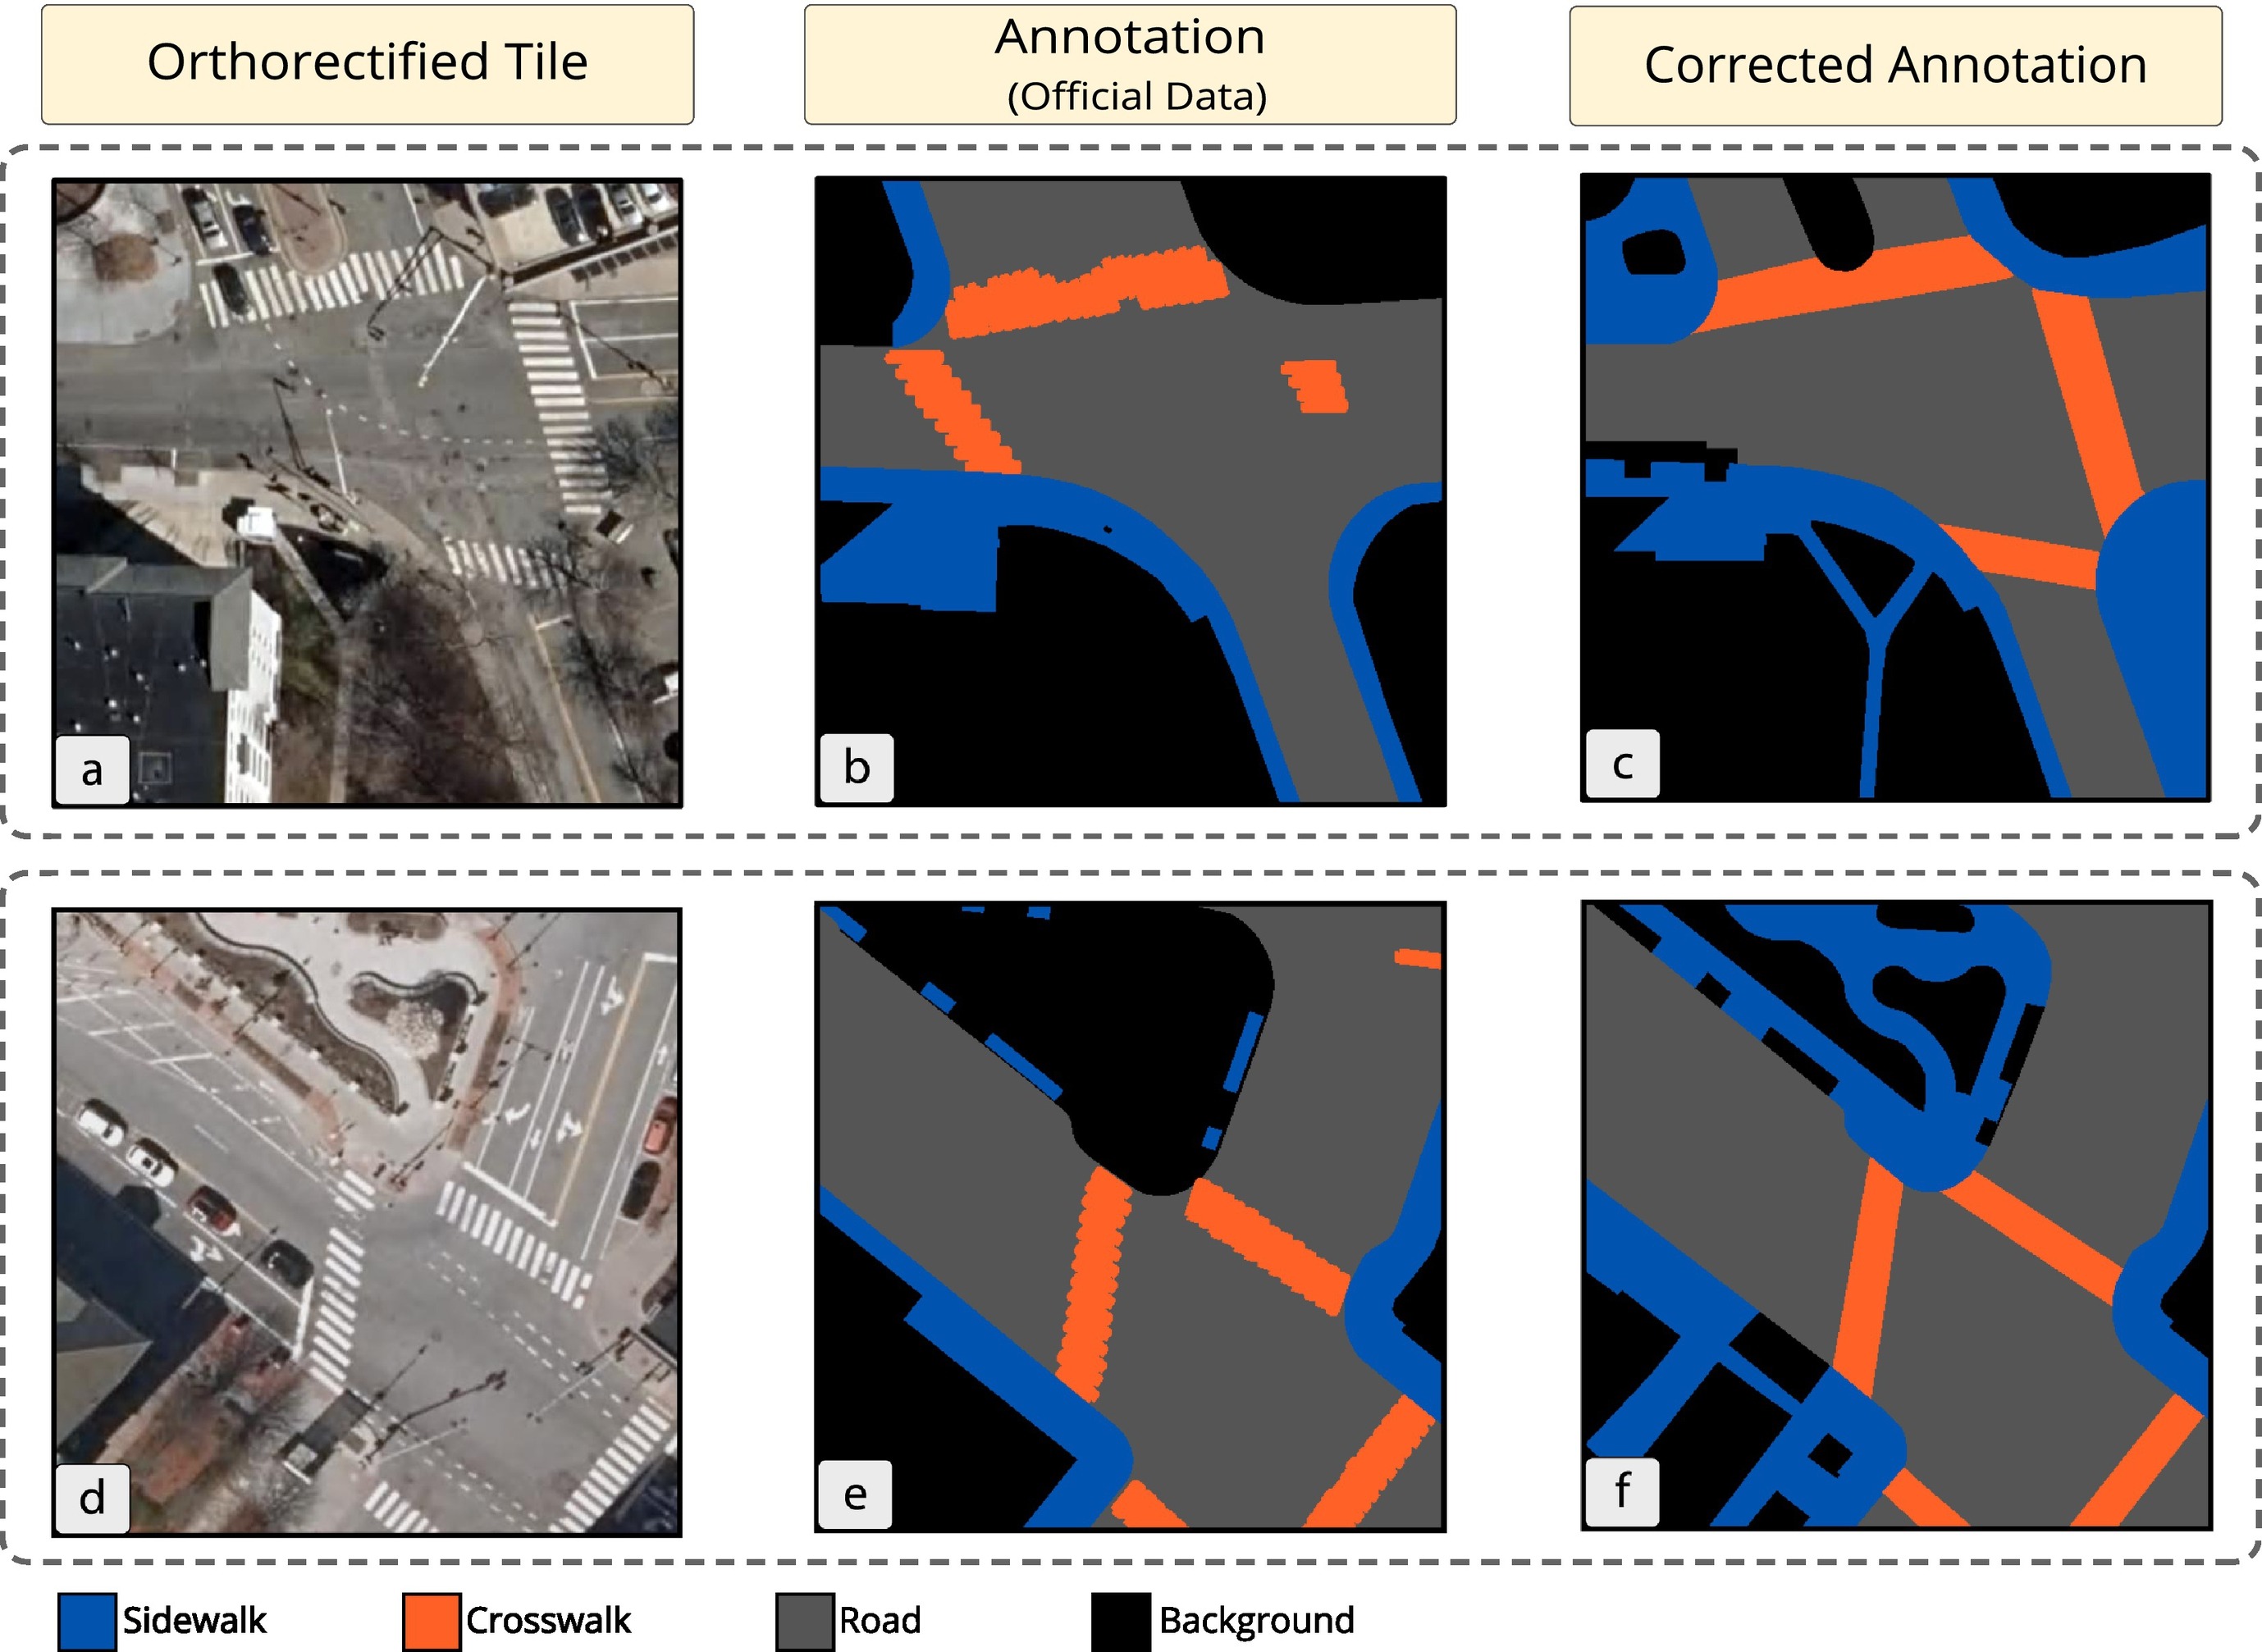 Orthorectified Tile
Annotation
(Official Data)
Corrected Annotation
a
b
c
d
e
f
Sidewalk
Crosswalk
Road
Background